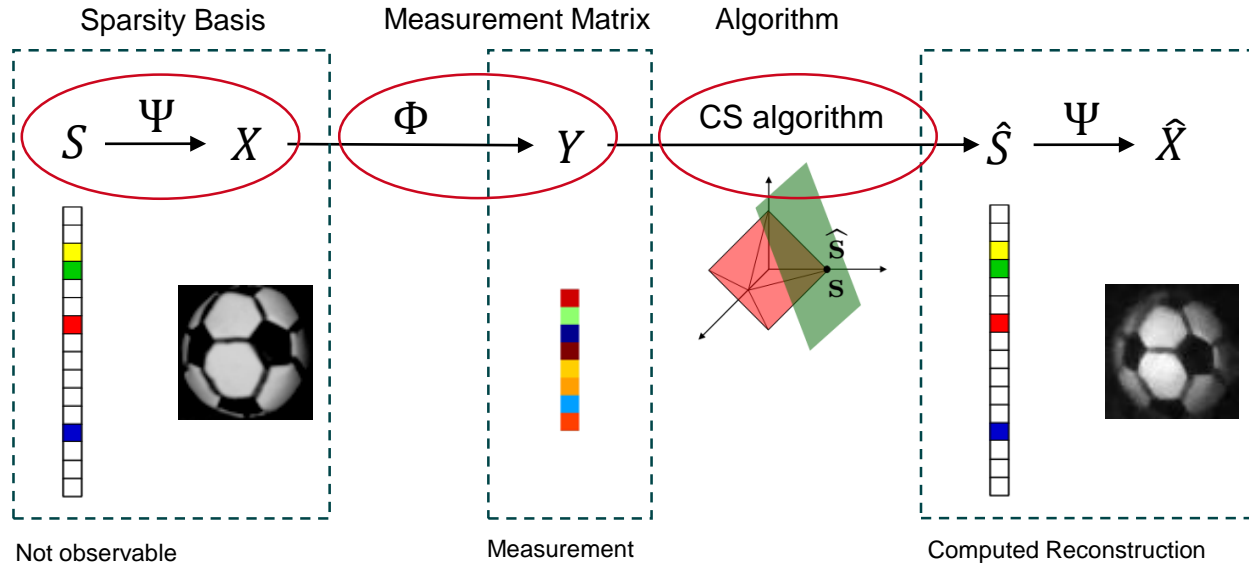 Sparsity Basis
Measurement Matrix
Algorithm
S Ψ X
Φ
Y
CS algorithm
Ŝ Ψ X̂
ŝ
s
Not observable
Measurement
Computed Reconstruction